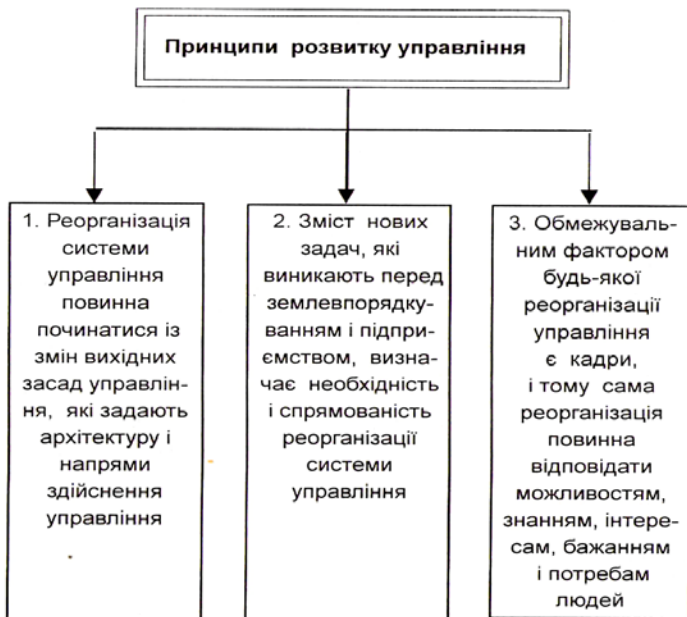 Принципи розвитку управління
1. Реорганізація
системи
управління
повинна
починатися із
змін вихідних
засад управлін-
ня, які задають
архітектуру і
напрями
здійснення
управління
2. Зміст нових
задач, які
виникають перед
землевпорядку-
ванням і підпри-
ємством, визна-
чає необхідність
і спрямованість
реорганізації
системи
управління
3. Обмежуваль-
ним фактором
будь-якої
реорганізації
управління
є кадри,
і тому сама
реорганізація
повинна
відповідати
можливостям,
знанням, інтере-
сам, бажанням
і потребам
людей